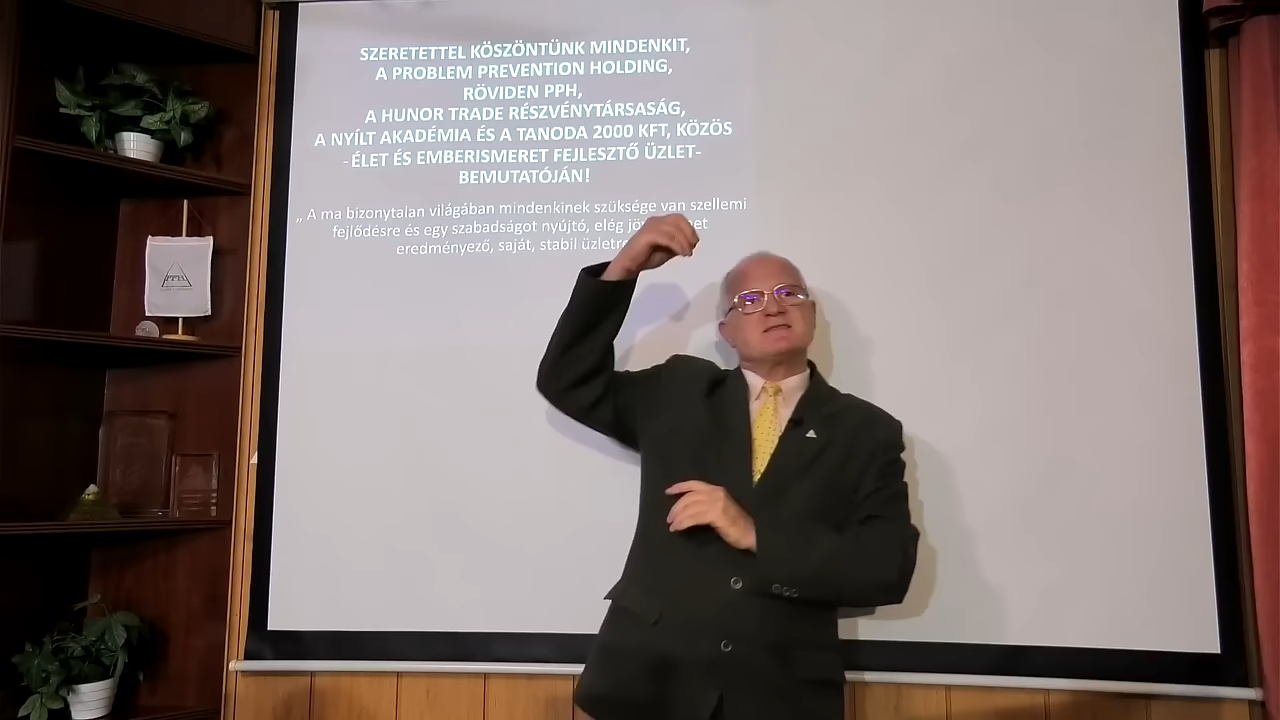 SZERETETTEL KÖSZÖNTÜNK MINDENKIT,
A PROBLEM PREVENTION HOLDING,
RÖVIDEN PPH,
A HUNOR TRADE RÉSZVÉNYTÁRSASÁG,
A NYÍLT AKADÉMIA ÉS A TANODA 2000 KFT, KÖZÖS
-ÉLET ÉS EMBERISMERET FEJLESZTŐ ÜZLET-
BEMUTATÓJÁN!
„ A ma bizonytalan világában mindenkinek szüksége van szellemi
fejlődésre és egy szabadságot nyújtó, elég
eredményező, saját, stabil
PPH